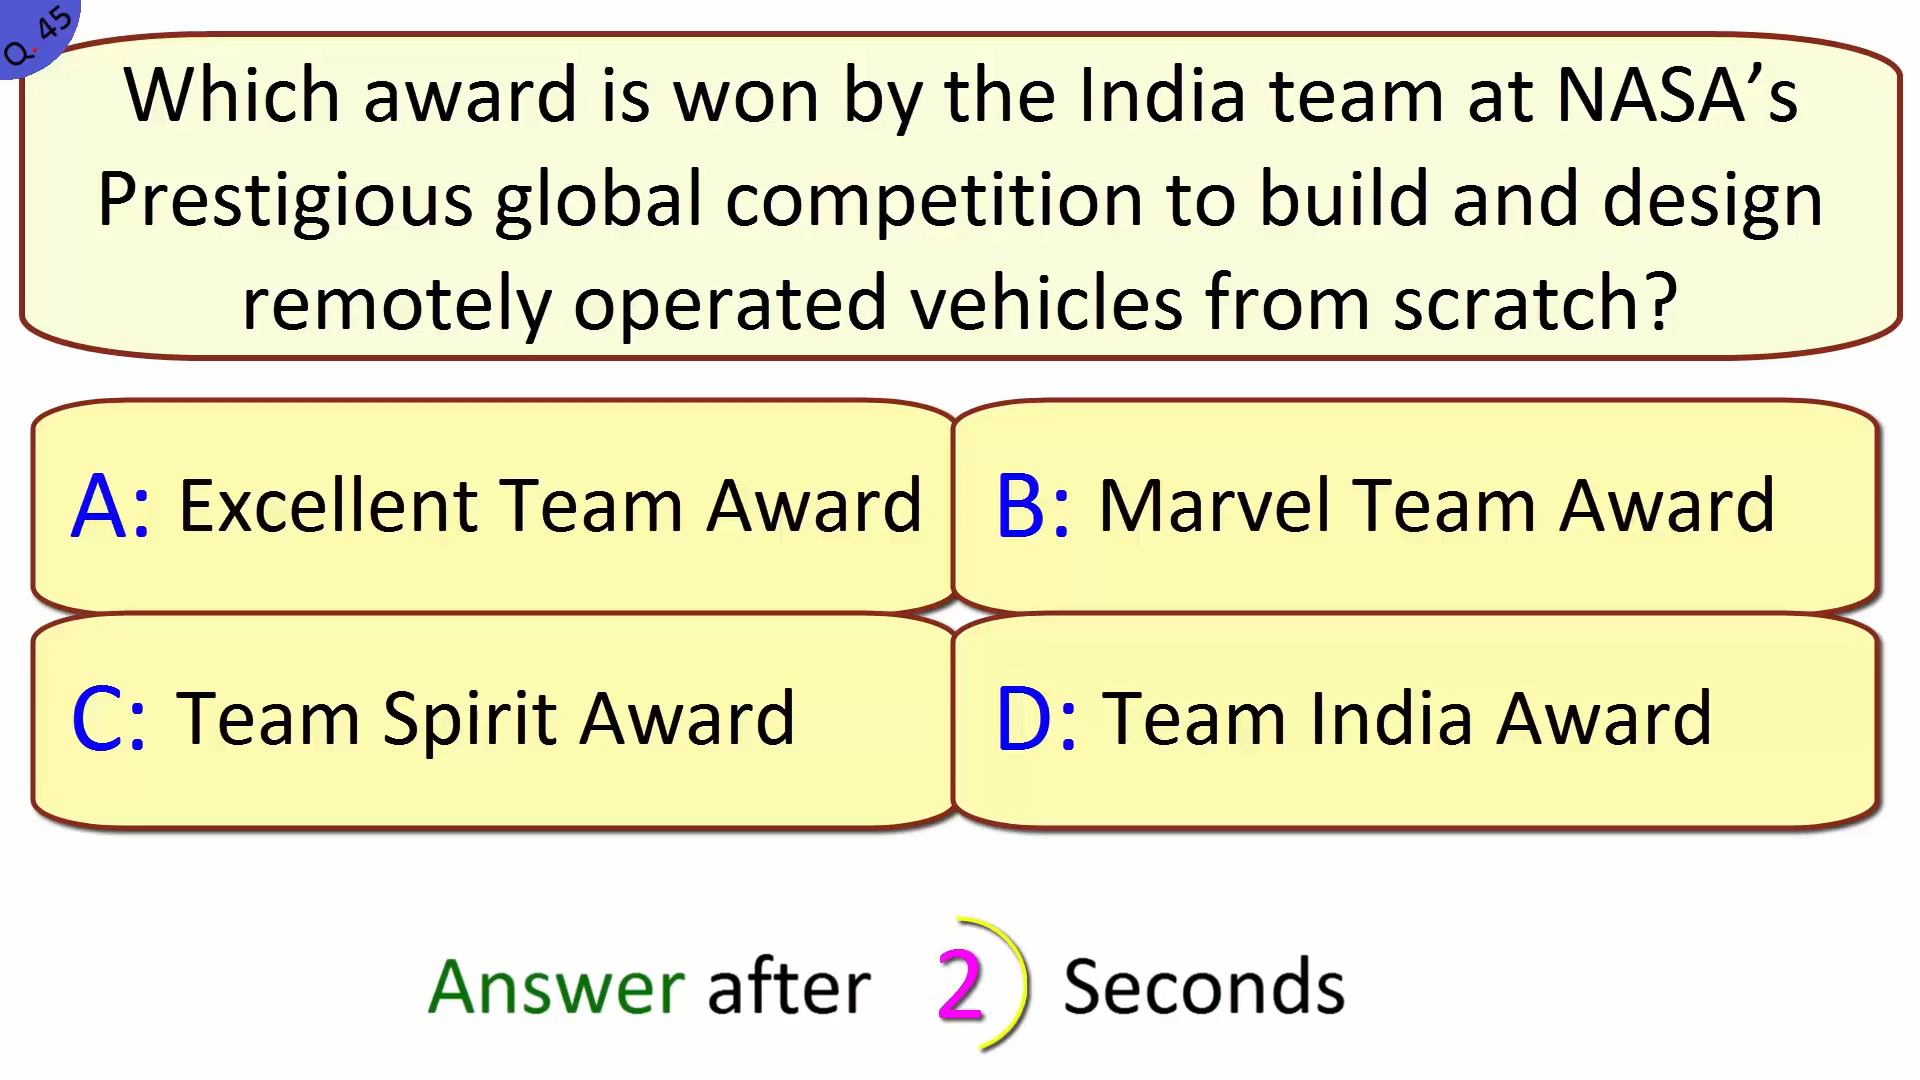 Q. 45
Which award is won by the India team at NASA’s
Prestigious global competition to build and design
remotely operated vehicles from scratch?
A: Excellent Team Award
B: Marvel Team Award
C: Team Spirit Award
D: Team India Award
Answer after 2 Seconds